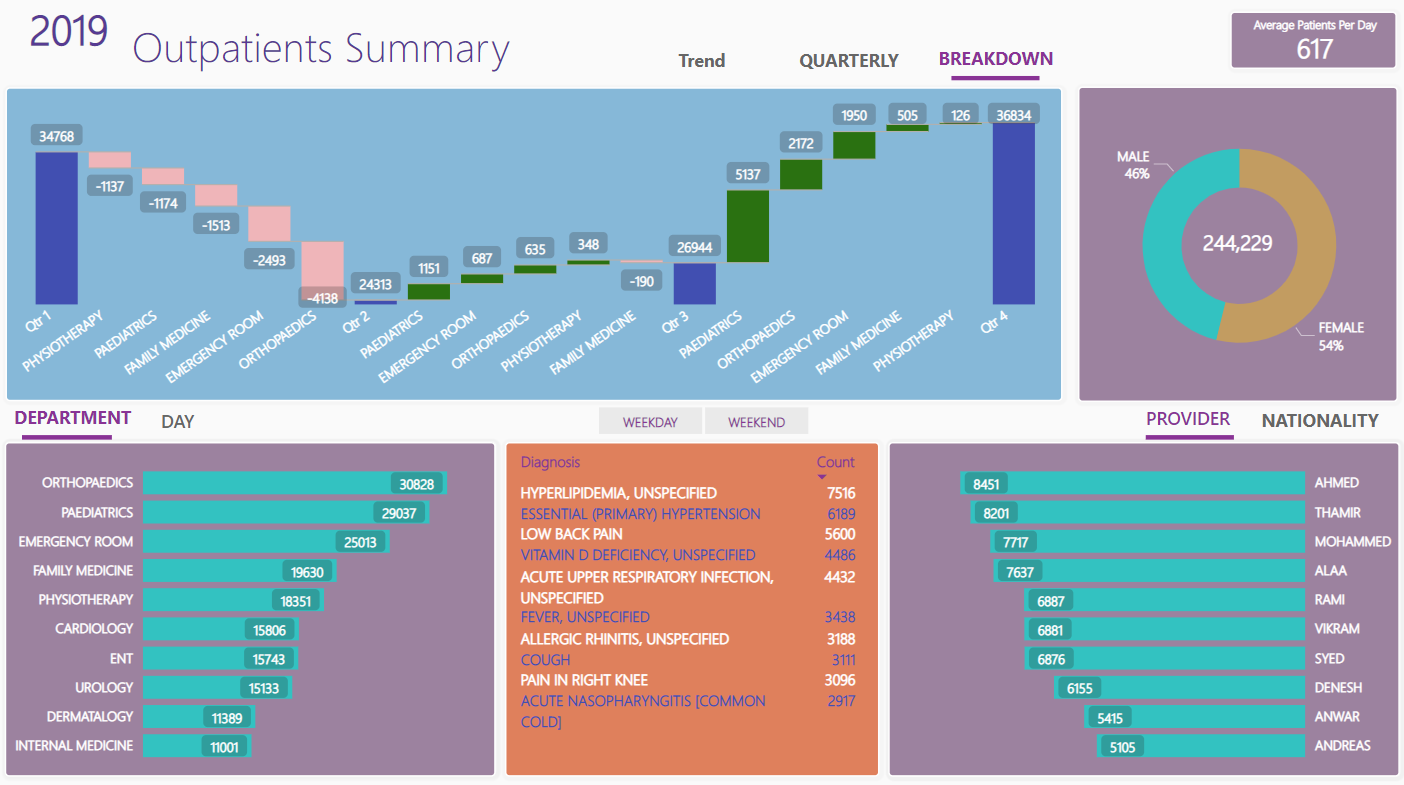 2019
Outpatients Summary
Trend
QUARTERLY
BREAKDOWN
Average Patients Per Day
617
34768
-1137
-1174
-1513
-2493
-4138
24313
1151
687
635
348
-190
26944
5137
2172
1950
505
126
36834
Qtr 1
PHYSIOTHERAPY
PAEDIATRICS
FAMILY MEDICINE
EMERGENCY ROOM
ORTHOPAEDICS
Qtr 2
PAEDIATRICS
EMERGENCY ROOM
ORTHOPAEDICS
PHYSIOTHERAPY
FAMILY MEDICINE
Qtr 3
PAEDIATRICS
ORTHOPAEDICS
EMERGENCY ROOM
FAMILY MEDICINE
PHYSIOTHERAPY
Qtr 4
MALE
46%
244,229
FEMALE
54%
DEPARTMENT
DAY
WEEKDAY
WEEKEND
PROVIDER
NATIONALITY
ORTHOPAEDICS 30828
PAEDIATRICS 29037
EMERGENCY ROOM 25013
FAMILY MEDICINE 19630
PHYSIOTHERAPY 18351
CARDIOLOGY 15806
ENT 15743
UROLOGY 15133
DERMATALOGY 11389
INTERNAL MEDICINE 11001
Diagnosis Count
HYPERLIPIDEMIA, UNSPECIFIED 7516
ESSENTIAL (PRIMARY) HYPERTENSION 6189
LOW BACK PAIN 5600
VITAMIN D DEFICIENCY, UNSPECIFIED 4486
ACUTE UPPER RESPIRATORY INFECTION, 4432
UNSPECIFIED
FEVER, UNSPECIFIED 3438
ALLERGIC RHINITIS, UNSPECIFIED 3188
COUGH 3111
PAIN IN RIGHT KNEE 3096
ACUTE NASOPHARYNGITIS [COMMON 2917
COLD]
8451 AHMED
8201 THAMIR
7717 MOHAMMED
7637 ALAA
6887 RAMI
6881 VIKRAM
6876 SYED
6155 DENESH
5415 ANWAR
5105 ANDREAS